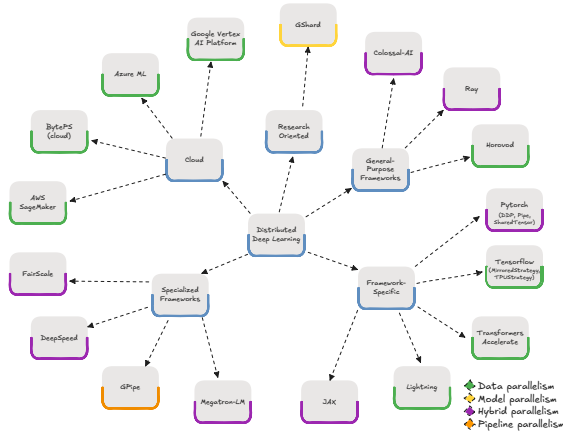 GShard
Google Vertex
AI Platform
Colossal-AI
Azure ML
Ray
BytePS
(cloud)
Research
Oriented
Horovod
Cloud
General-
Purpose
Frameworks
AWS
SageMaker
Pytorch
(DDP, Pipe,
SharedTensor)
Distributed
Deep Learning
FairScale
Tensorflow
(MirroredStrategy,
TPUStrategy)
Specialized
Frameworks
Framework-
Specific
DeepSpeed
Transformers
Accelerate
GPipe
Megatron-LM
JAX
Lightning
Data parallelism
Model parallelism
Hybrid parallelism
Pipeline parallelism